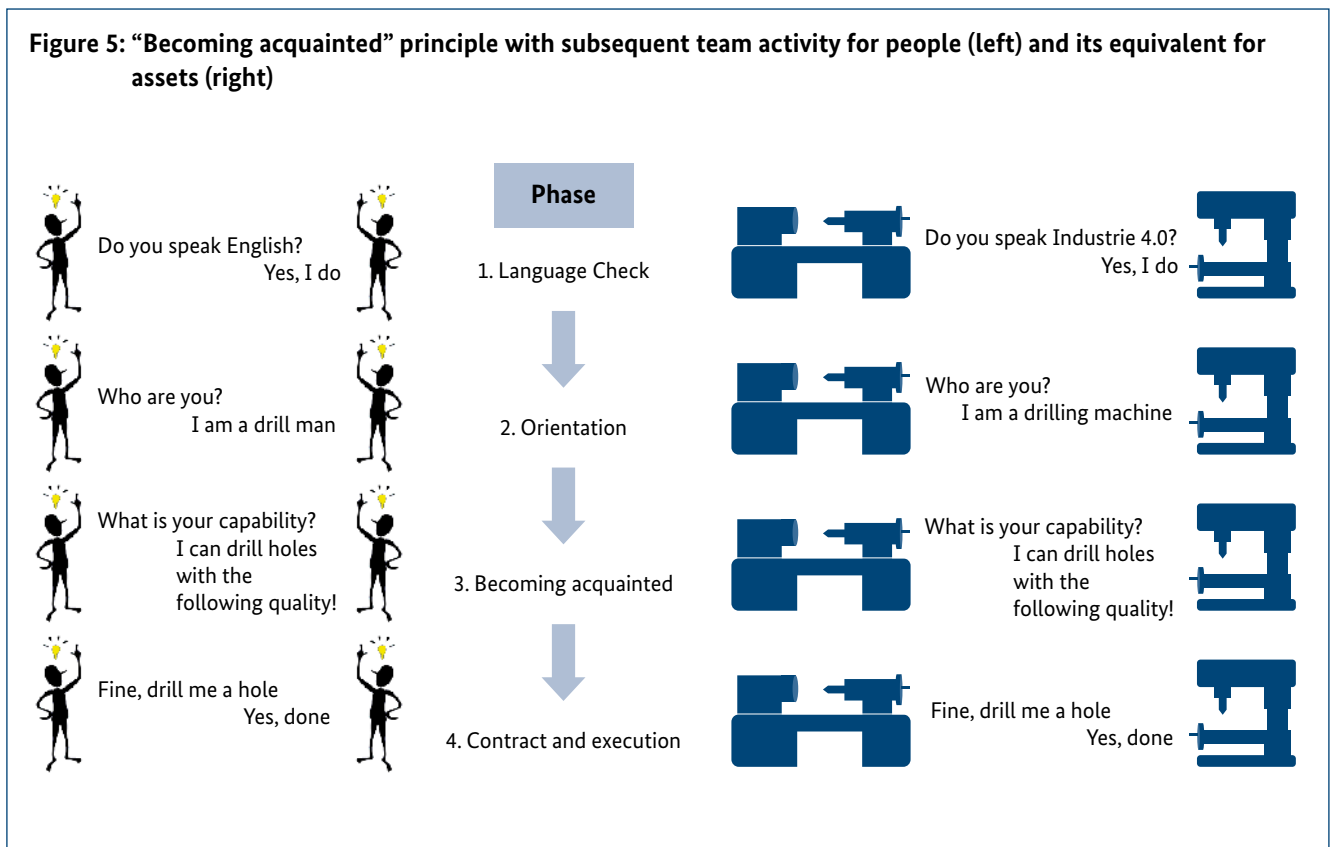 Figure 5: “Becoming acquainted” principle with subsequent team activity for people (left) and its equivalent for
assets (right)
Phase
Do you speak English?
Yes, I do
1. Language Check
Do you speak Industrie 4.0?
Yes, I do
Who are you?
I am a drill man
2. Orientation
Who are you?
I am a drilling machine
What is your capability?
I can drill holes
with the
following quality!
3. Becoming acquainted
What is your capability?
I can drill holes
with the
following quality!
Fine, drill me a hole
Yes, done
4. Contract and execution
Fine, drill me a hole
Yes, done